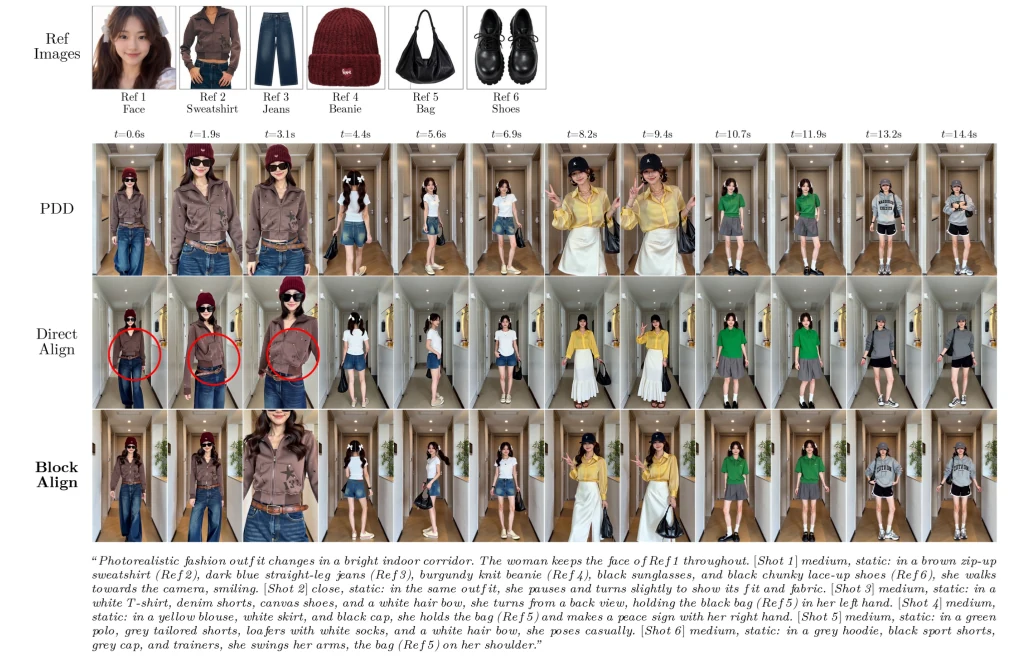 Ref Images
Ref 1 Face
Ref 2 Sweatshirt
Ref 3 Jeans
Ref 4 Beanie
Ref 5 Bag
Ref 6 Shoes
t=0.6s t=1.9s t=3.1s t=4.4s t=5.6s t=6.9s t=8.2s t=9.4s t=10.7s t=11.9s t=13.2s t=14.4s
PDD
Direct Align
Block Align
“Photorealistic fashion outfit changes in a bright indoor corridor. The woman keeps the face of Ref 1 throughout. [Shot 1] medium, static: in a brown zip-up
sweatshirt (Ref 2), dark blue straight-leg jeans (Ref 3), burgundy knit beanie (Ref 4), black sunglasses, and black chunky lace-up shoes (Ref 6), she walks
towards the camera, smiling. [Shot 2] close, static: in the same outfit, she pauses and turns slightly to show its fit and fabric. [Shot 3] medium, static: in a
white T-shirt, denim shorts, canvas shoes, and a white hair bow, she turns from a back view, holding the black bag (Ref 5) in her left hand. [Shot 4] medium,
static: in a yellow blouse, white skirt, and black cap, she holds the bag (Ref 5) and makes a peace sign with her right hand. [Shot 5] medium, static: in a green
polo, grey tailored shorts, loafers with white socks, and a white hair bow, she poses casually. [Shot 6] medium, static: in a grey hoodie, black sport shorts,
grey cap, and trainers, she swings her arms, the bag (Ref 5) on her shoulder.”